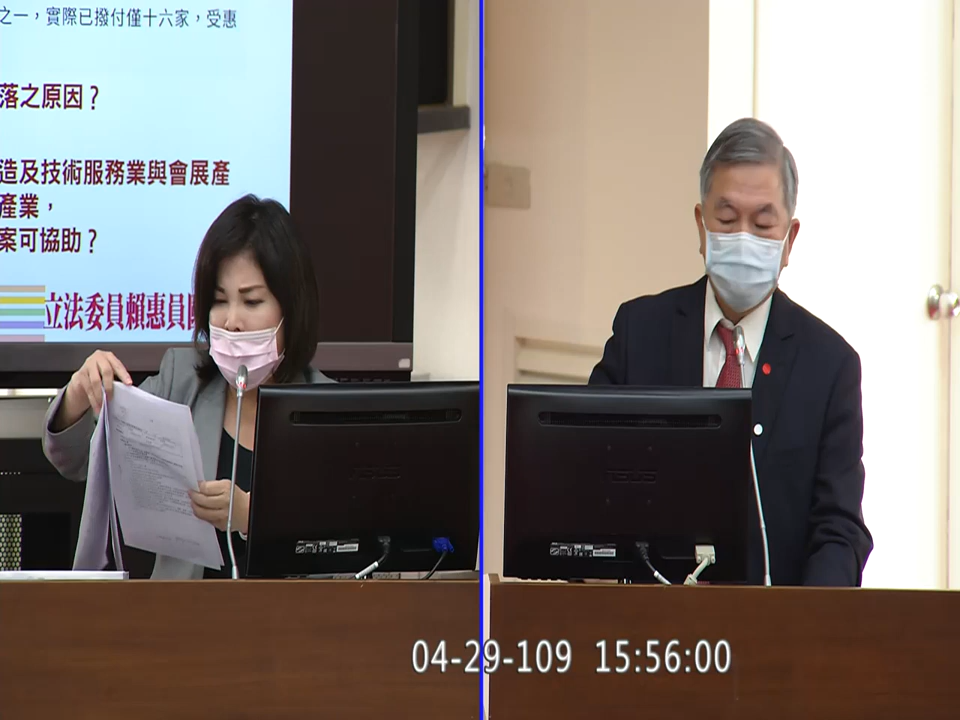 之一，實際已撥付僅十六家，受惠
落之原因？
造及技術服務業與會展產
產業，
案可協助？
立法委員賴惠員
ASUS
04-29-109 15:56:00